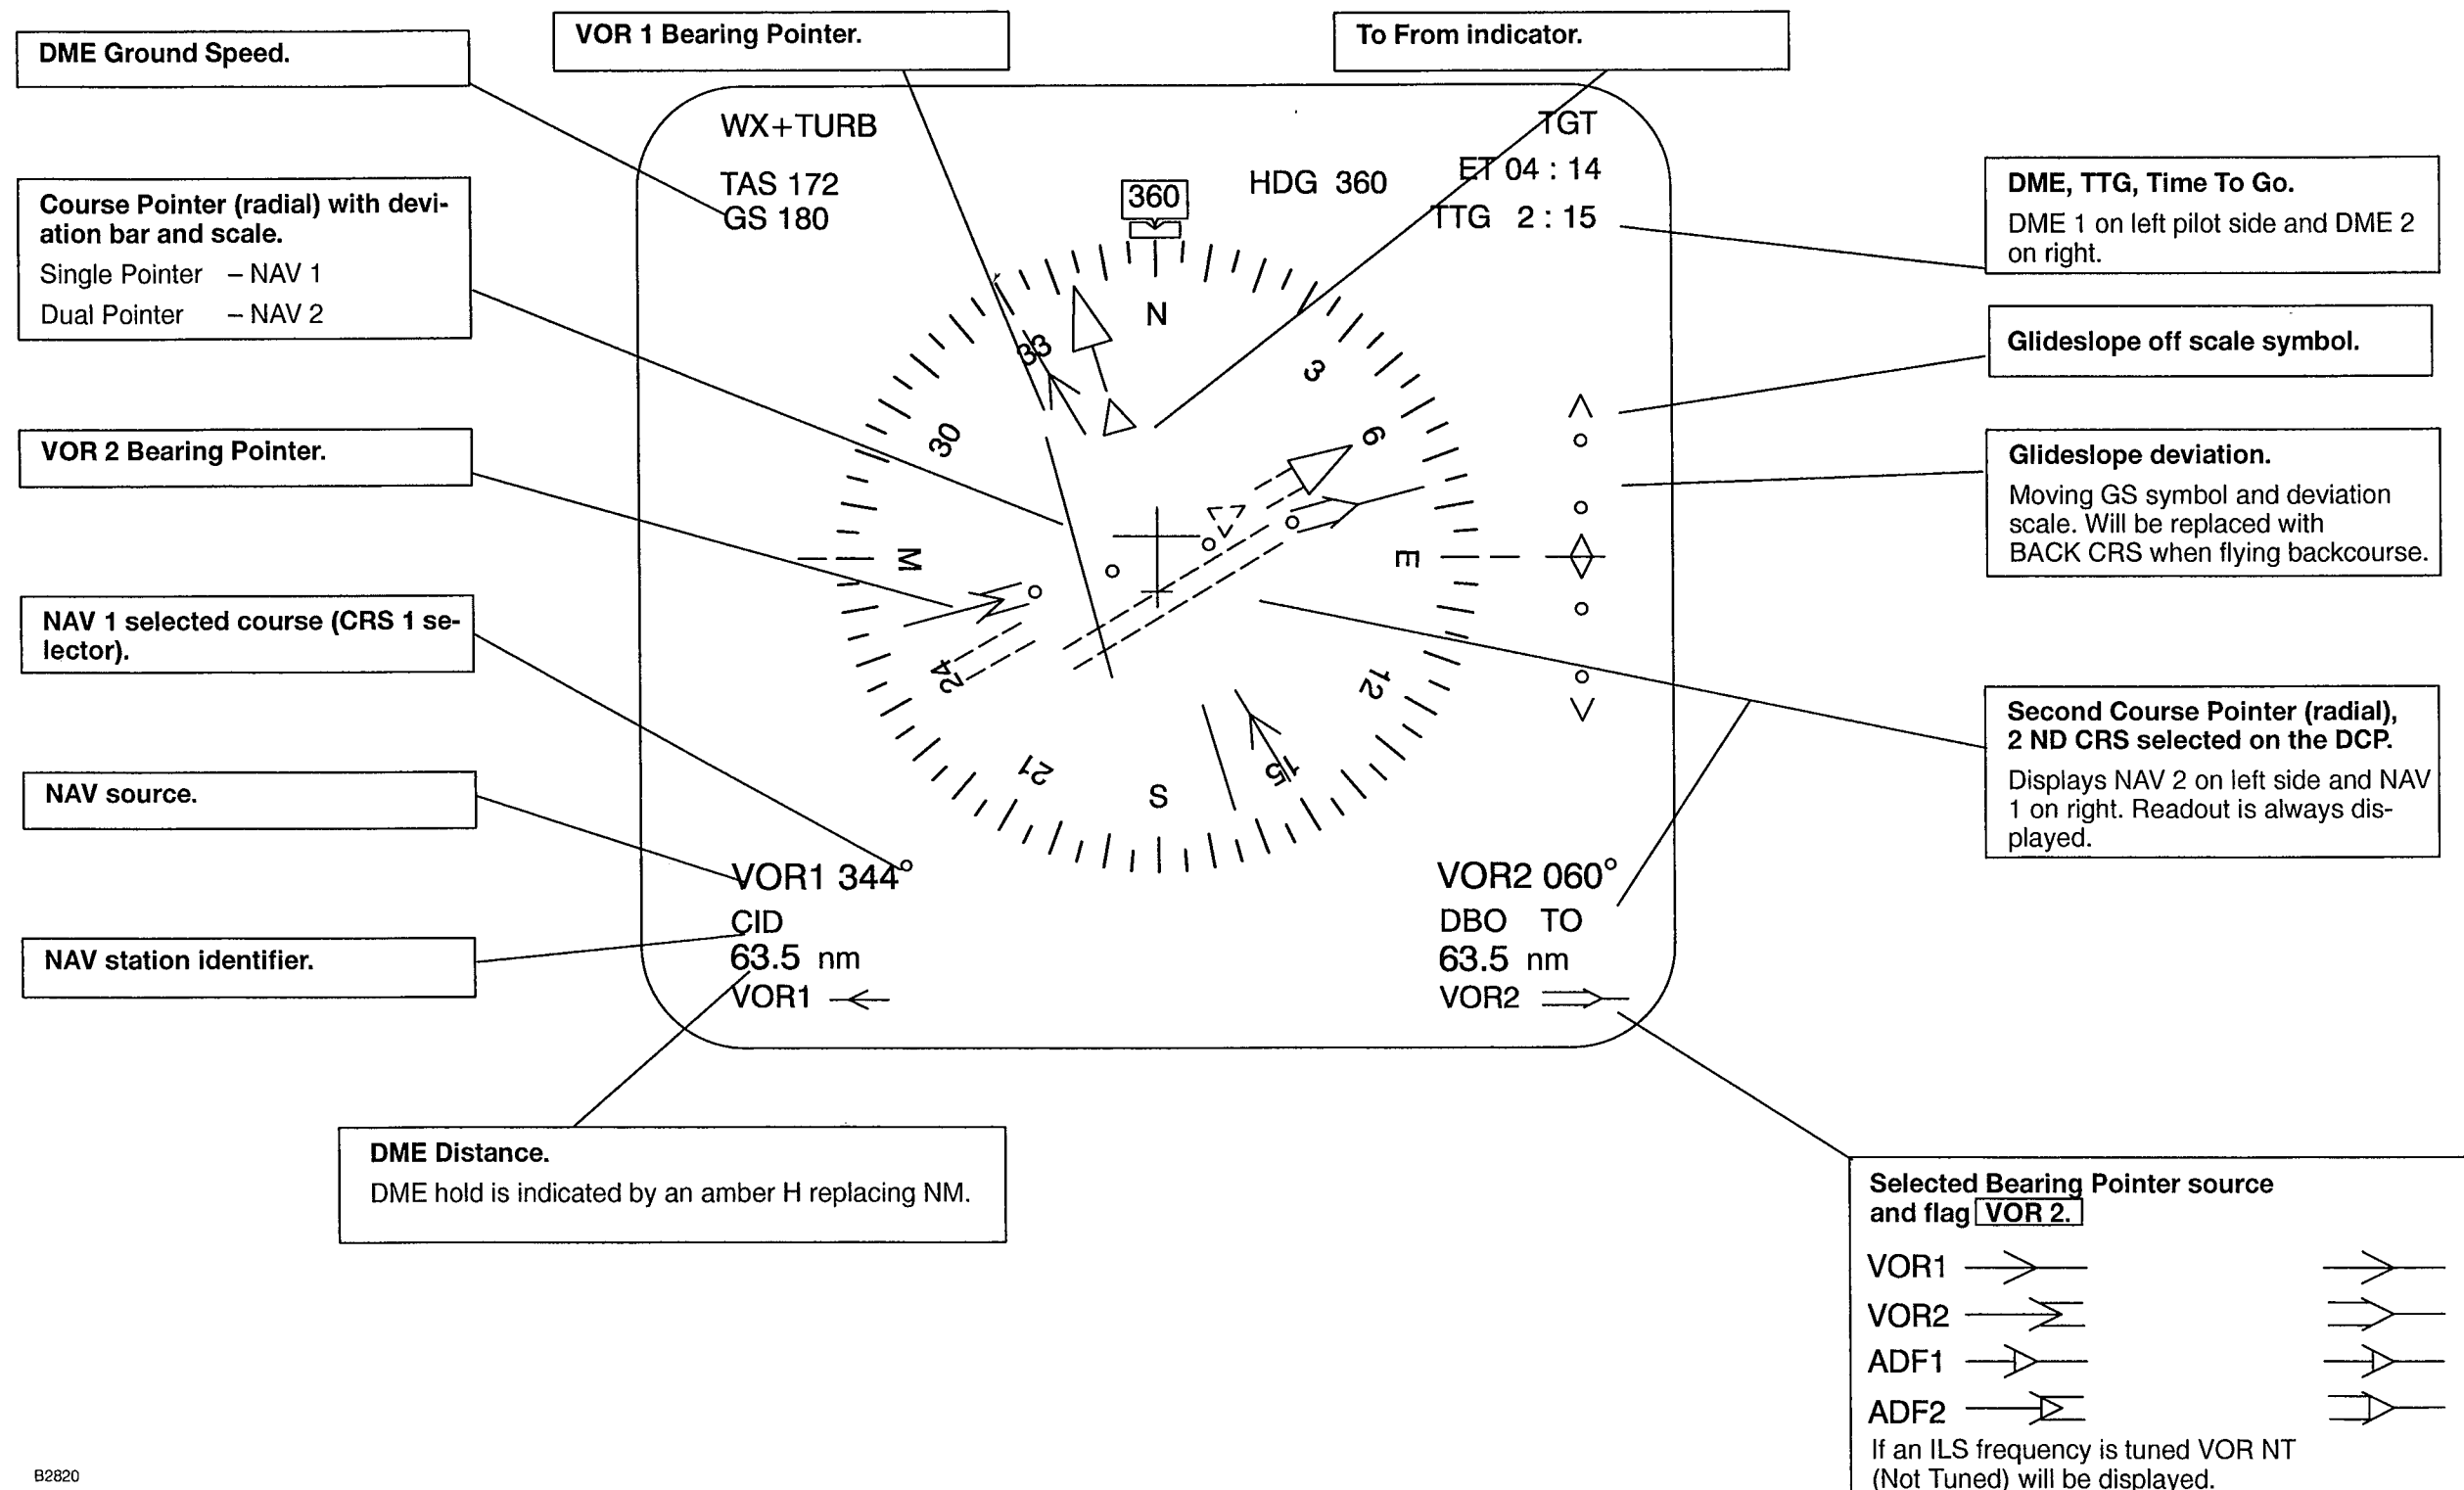 DME Ground Speed.
VOR 1 Bearing Pointer.
To From indicator.
Course Pointer (radial) with devi-
ation bar and scale.
Single Pointer – NAV 1
Dual Pointer – NAV 2
VOR 2 Bearing Pointer.
NAV 1 selected course (CRS 1 se-
lector).
NAV source.
NAV station identifier.
WX+TURB
TAS 172
GS 180
360
HDG 360
TGT
ET 04 : 14
TTG 2 : 15
N
3
6
E
12
15
S
21
24
W
30
33
VOR1 344°
CID
63.5 nm
VOR1
VOR2 060°
DBO TO
63.5 nm
VOR2
DME, TTG, Time To Go.
DME 1 on left pilot side and DME 2
on right.
Glideslope off scale symbol.
Glideslope deviation.
Moving GS symbol and deviation
scale. Will be replaced with
BACK CRS when flying backcourse.
Second Course Pointer (radial),
2 ND CRS selected on the DCP.
Displays NAV 2 on left side and NAV
1 on right. Readout is always dis-
played.
DME Distance.
DME hold is indicated by an amber H replacing NM.
Selected Bearing Pointer source
and flag VOR 2.
VOR1
VOR2
ADF1
ADF2
If an ILS frequency is tuned VOR NT
(Not Tuned) will be displayed.
B2820